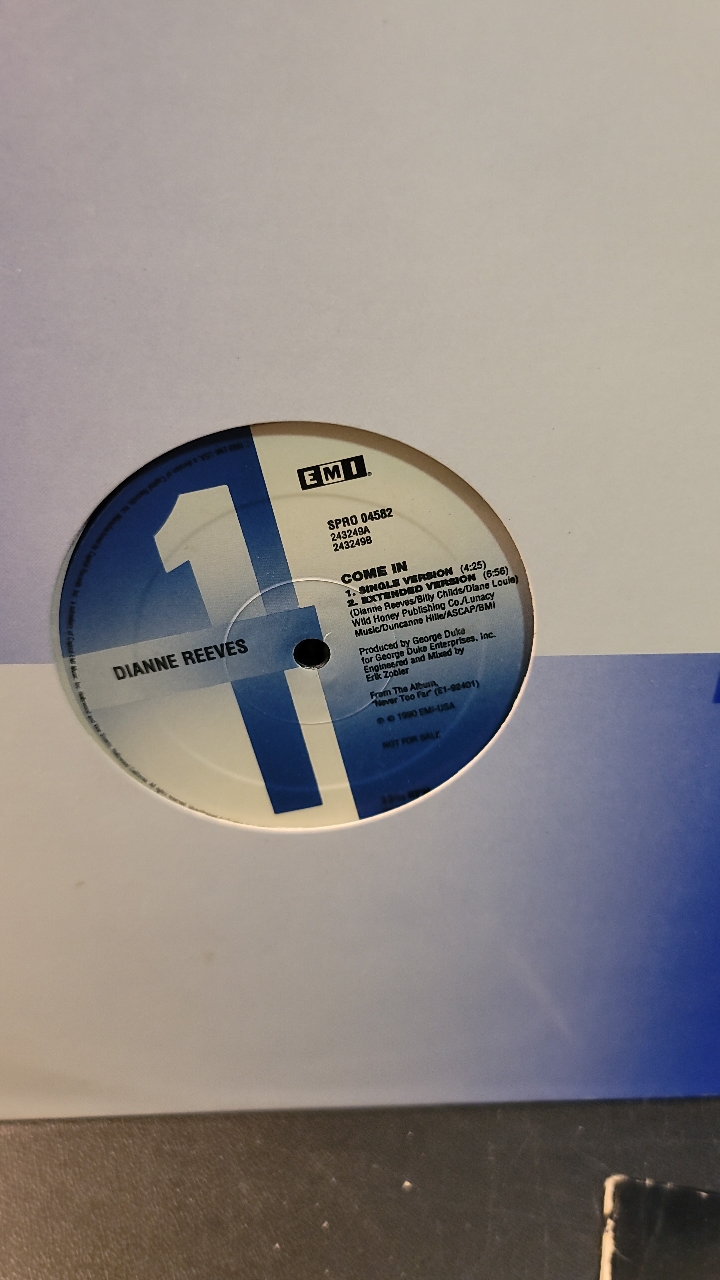 1
EMI
SPRO 04582
243249A
243249B
COME IN
1. SINGLE VERSION (4:25)
2. EXTENDED VERSION (6:56)
(Dianne Reeves/Billy Childs/Diane Louie)
Wild Honey Publishing Co./Lunacy
Music/Duncanne Hille/ASCAP/BMI
DIANNE REEVES
Produced by George Duke
for George Duke Enterprises, Inc.
Engineered and Mixed by
Erik Zobler
From The Album,
"Never Too Far" (E1-92401)
℗ © 1990 EMI-USA
NOT FOR SALE